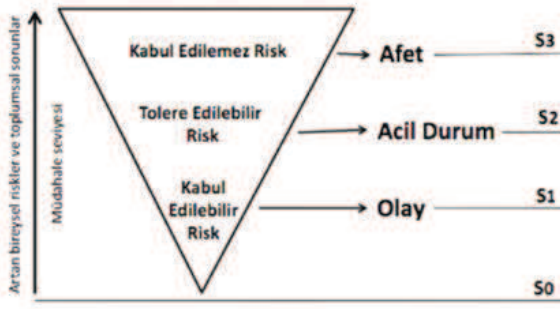 Artan bireysel riskler ve toplumsal sorunlar
Müdahale seviyesi
Kabul Edilemez Risk
Afet
S3
Tolere Edilebilir
Risk
Acil Durum
S2
Kabul
Edilebilir
Risk
Olay
S1
S0